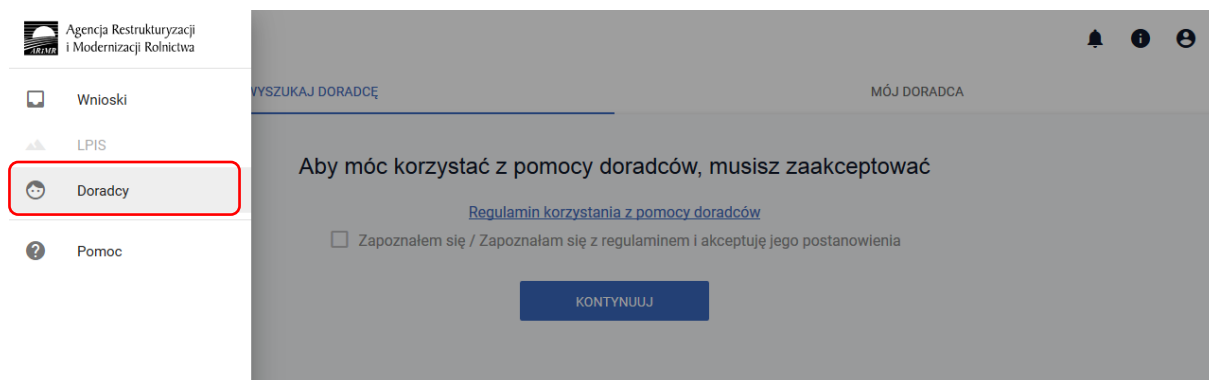 Agencja Restrukturyzacji
i Modernizacji Rolnictwa
ARiMR
Wnioski
LPIS
Doradcy
Pomoc
WYSZUKAJ DORADCĘ
MÓJ DORADCA
Aby móc korzystać z pomocy doradców, musisz zaakceptować
Regulamin korzystania z pomocy doradców
Zapoznałem się / Zapoznałam się z regulaminem i akceptuję jego postanowienia
KONTYNUUJ